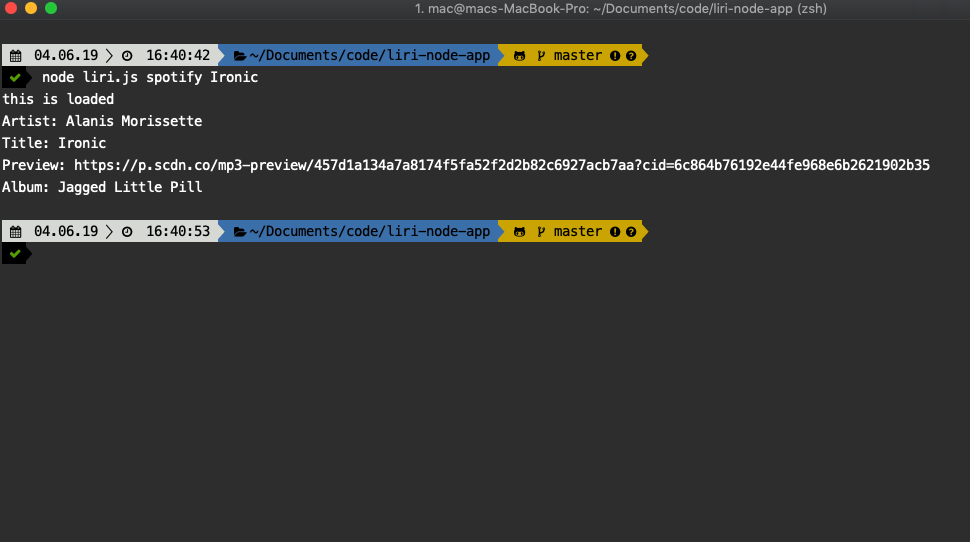 1. mac@macs-MacBook-Pro: ~/Documents/code/liri-node-app (zsh)
04.06.19 16:40:42 ~/Documents/code/liri-node-app master
node liri.js spotify Ironic
this is loaded
Artist: Alanis Morissette
Title: Ironic
Preview: https://p.scdn.co/mp3-preview/457d1a134a7a8174f5fa52f2d2b82c6927acb7aa?cid=6c864b76192e44fe968e6b2621902b35
Album: Jagged Little Pill
04.06.19 16:40:53 ~/Documents/code/liri-node-app master